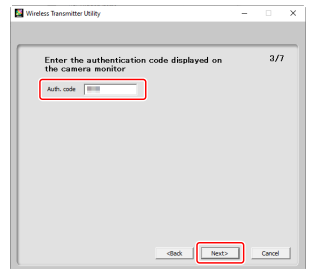 Wireless Transmitter Utility
Enter the authentication code displayed on
the camera monitor
3/7
Auth. code
<Back
Next>
Cancel